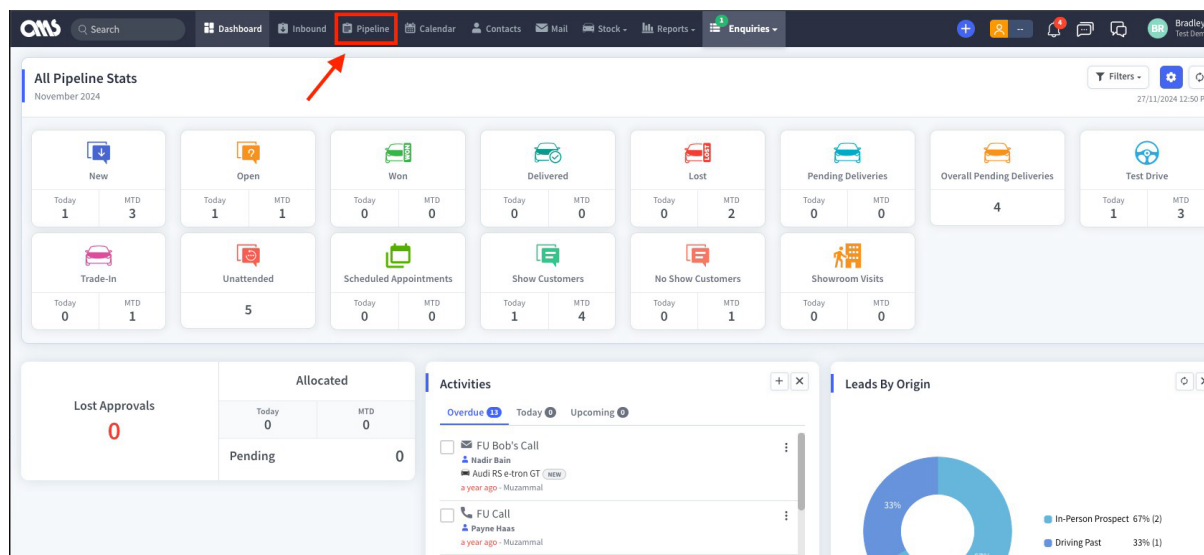 OMS Search Dashboard Inbound Pipeline Calendar Contacts Mail Stock Reports 1 Enquiries -- 4 BR Bradley
Test Dem
All Pipeline Stats
November 2024
Filters
27/11/2024 12:50 P
New Open Won Delivered Lost Pending Deliveries Overall Pending Deliveries Test Drive
WON LOST
Today MTD Today MTD Today MTD Today MTD Today MTD Today MTD 4 Today MTD
1 3 1 1 0 0 0 0 0 2 0 0 1 3
Trade-In Unattended Scheduled Appointments Show Customers No Show Customers Showroom Visits
Today MTD 5 Today MTD Today MTD Today MTD Today MTD
0 1 0 0 1 4 0 1 0 0
Lost Approvals
0
Allocated
Today MTD
0 0
Pending 0
Activities
Overdue 13 Today 0 Upcoming 0
FU Bob's Call
Nadir Bain
Audi RS e-tron GT NEW
a year ago - Muzammal
FU Call
Payne Haas
a year ago - Muzammal
Leads By Origin
33%
In-Person Prospect 67% (2)
Driving Past 33% (1)